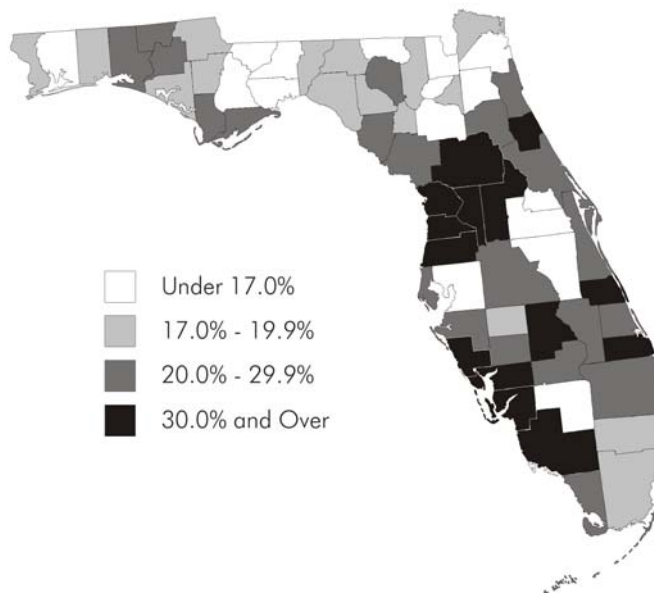 Under 17.0%
17.0% - 19.9%
20.0% - 29.9%
30.0% and Over